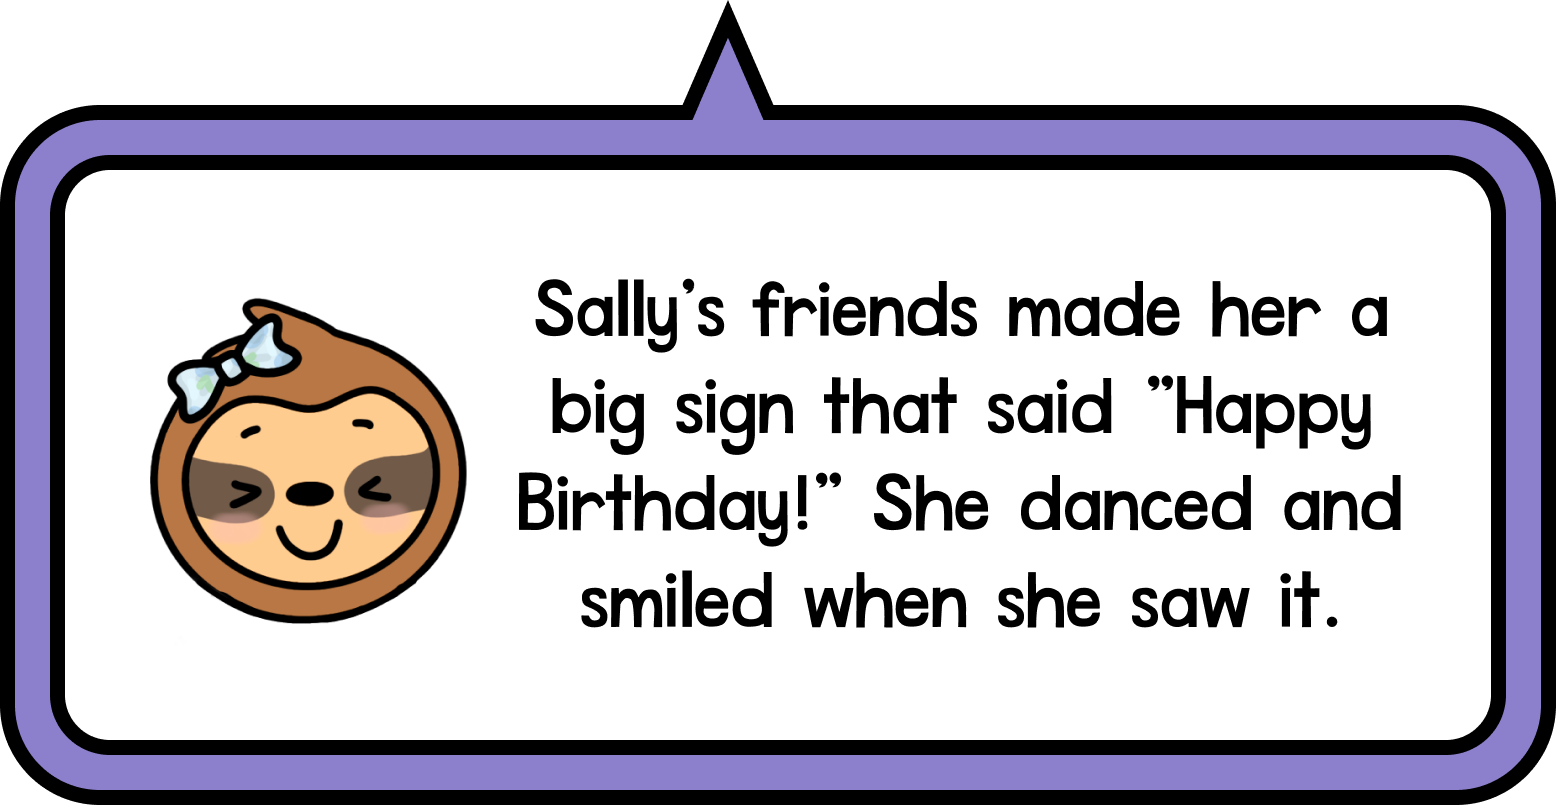 Sally’s friends made her a
big sign that said ”Happy
Birthday!” She danced and
smiled when she saw it.